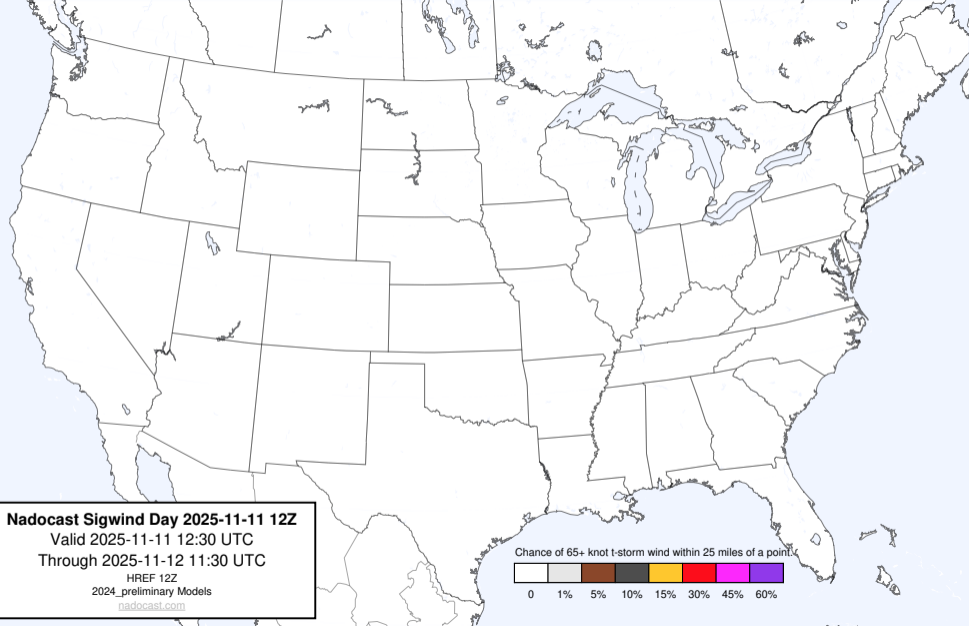 Nadocast Sigwind Day 2025-11-11 12Z
Valid 2025-11-11 12:30 UTC
Through 2025-11-12 11:30 UTC
HREF 12Z
2024_preliminary Models
nadocast.com
Chance of 65+ knot t-storm wind within 25 miles of a point.
0 1% 5% 10% 15% 30% 45% 60%